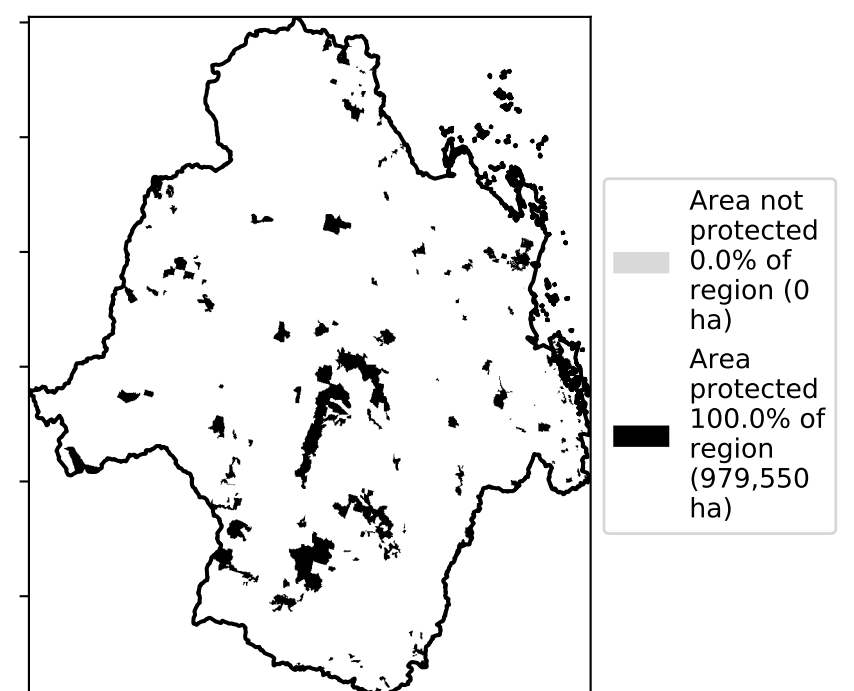 Area not
protected
0.0% of
region (0
ha)
Area
protected
100.0% of
region
(979,550
ha)